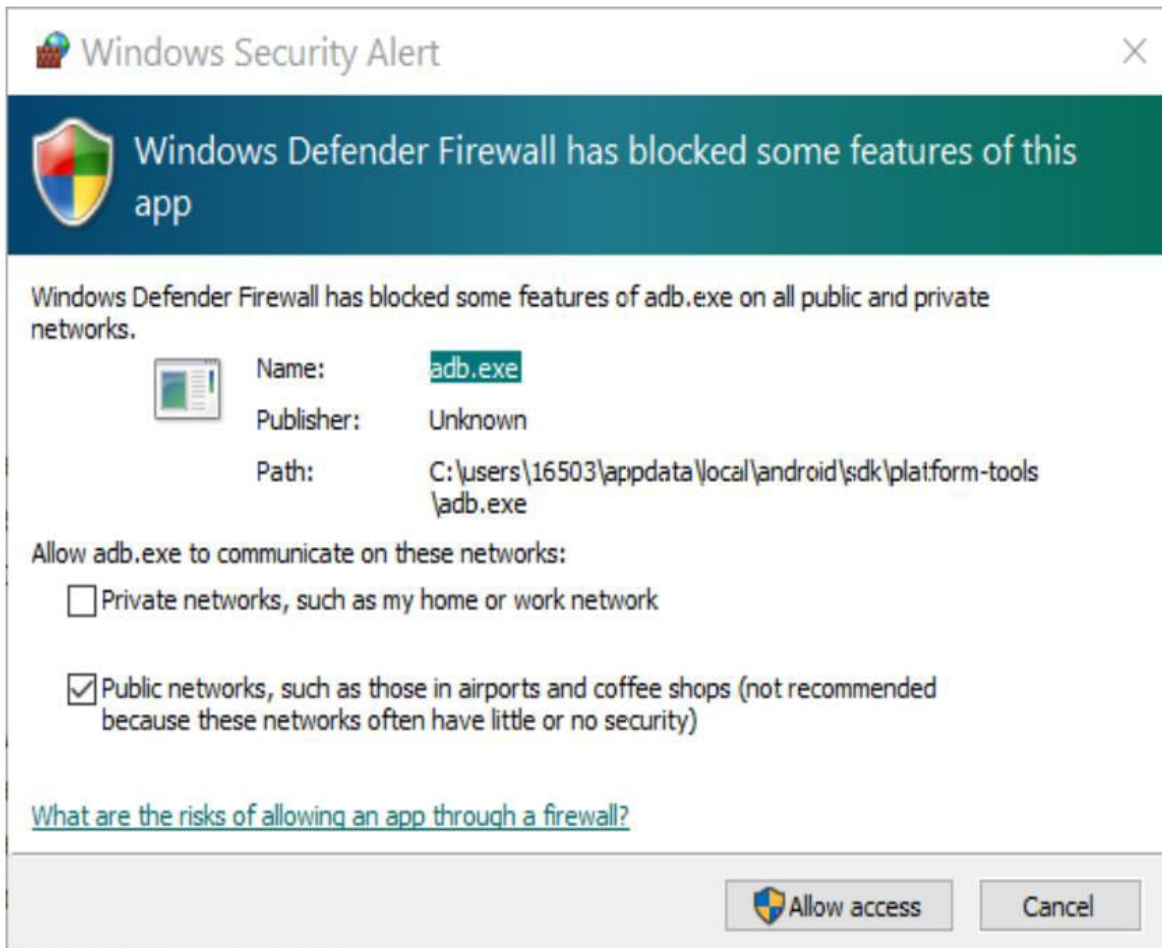 Windows Security Alert
Windows Defender Firewall has blocked some features of this
app
Windows Defender Firewall has blocked some features of adb.exe on all public and private
networks.
Name: adb.exe
Publisher: Unknown
Path: C:\users\16503\appdata\local\android\sdk\platform-tools
\adb.exe
Allow adb.exe to communicate on these networks:
Private networks, such as my home or work network
Public networks, such as those in airports and coffee shops (not recommended
because these networks often have little or no security)
What are the risks of allowing an app through a firewall?
Allow access Cancel